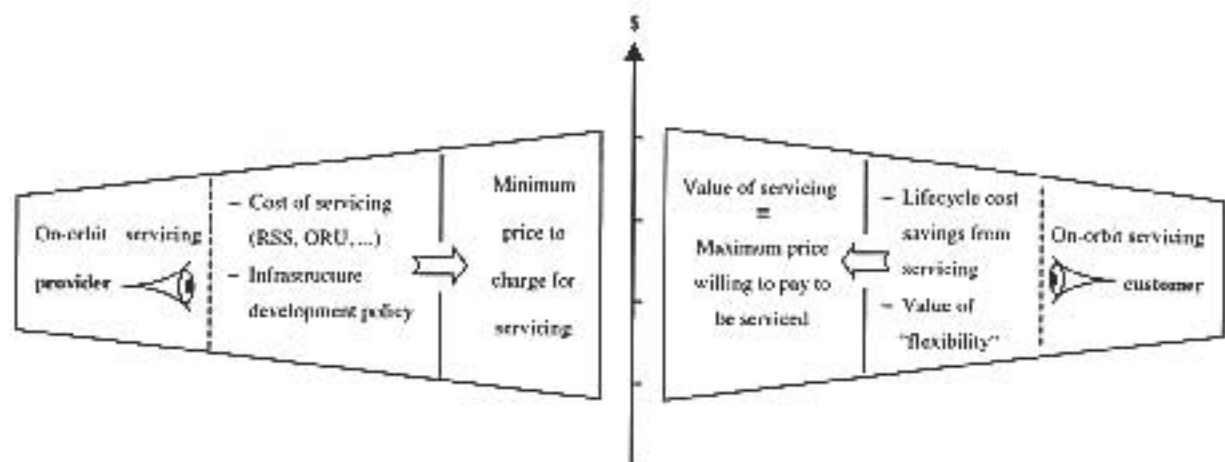 $
On-orbit servicing
provider
– Cost of servicing
(RSS, ORU, ...)
– Infrastructure
development policy
Minimum
price to
charge for
servicing
Value of servicing
=
Maximum price
willing to pay to
be serviced
– Lifecycle cost
savings from
servicing
– Value of
"flexibility"
On-orbit servicing
customer